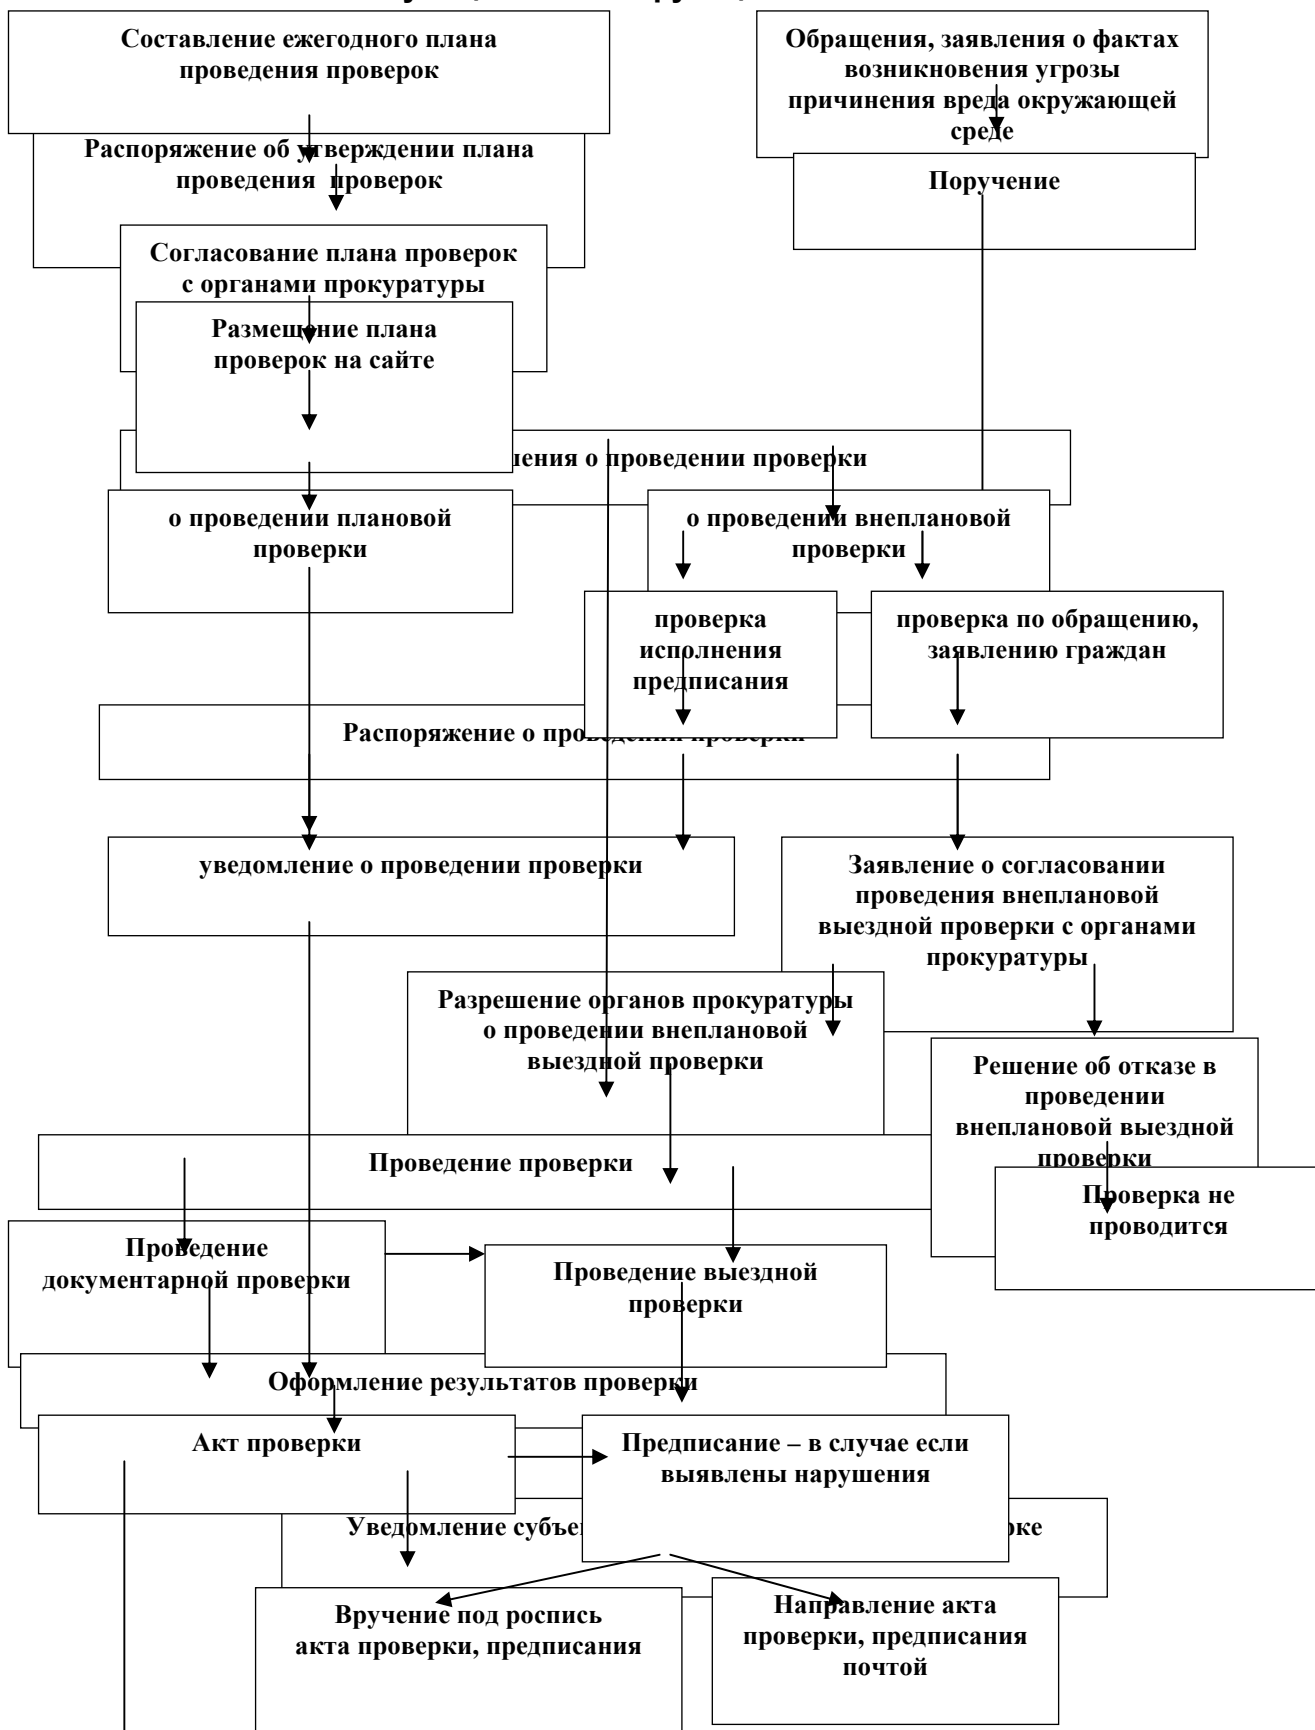 Составление ежегодного плана
проведения проверок
Обращения, заявления о фактах
возникновения угрозы
причинения вреда окружающей
среде
Распоряжение об утверждении плана
проведения проверок
Поручение
Согласование плана проверок
с органами прокуратуры
Размещение плана
проверок на сайте
о проведении проверки
о проведении плановой
проверки
о проведении внеплановой
проверки
проверка
исполнения
предписания
проверка по обращению,
заявлению граждан
Распоряжение о проведении проверки
уведомление о проведении проверки
Заявление о согласовании
проведения внеплановой
выездной проверки с органами
прокуратуры
Разрешение органов прокуратуры
о проведении внеплановой
выездной проверки
Решение об отказе в
проведении
внеплановой выездной
проверки
Проведение проверки
Проверка не
проводится
Проведение
документарной проверки
Проведение выездной
проверки
Оформление результатов проверки
Акт проверки
Предписание – в случае если
выявлены нарушения
Уведомление
Вручение под роспись
акта проверки, предписания
Направление акта
проверки, предписания
почтой